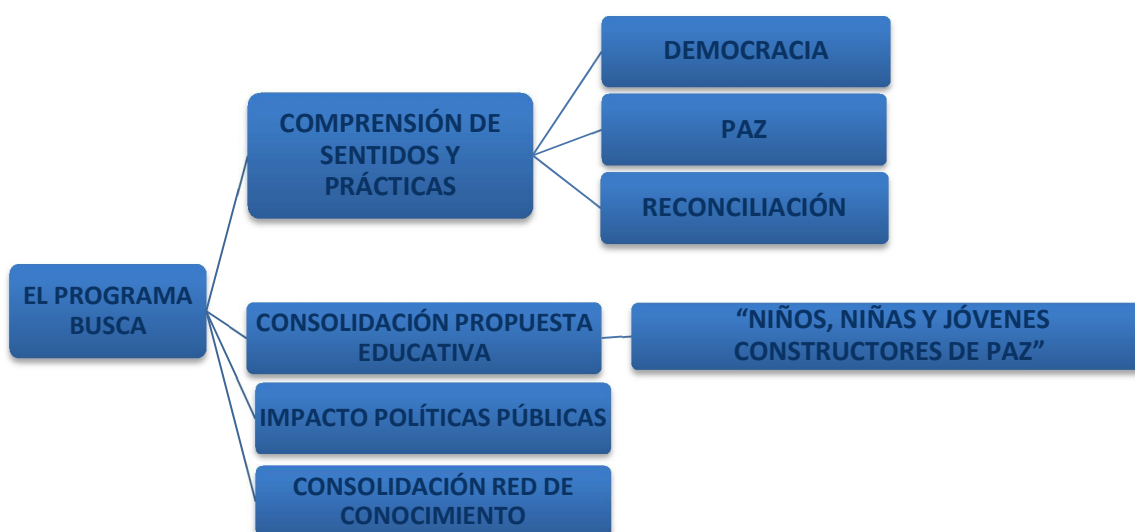 EL PROGRAMA
BUSCA
COMPRENSIÓN DE
SENTIDOS Y
PRÁCTICAS
DEMOCRACIA
PAZ
RECONCILIACIÓN
CONSOLIDACIÓN PROPUESTA
EDUCATIVA
“NIÑOS, NIÑAS Y JÓVENES
CONSTRUCTORES DE PAZ”
IMPACTO POLÍTICAS PÚBLICAS
CONSOLIDACIÓN RED DE
CONOCIMIENTO